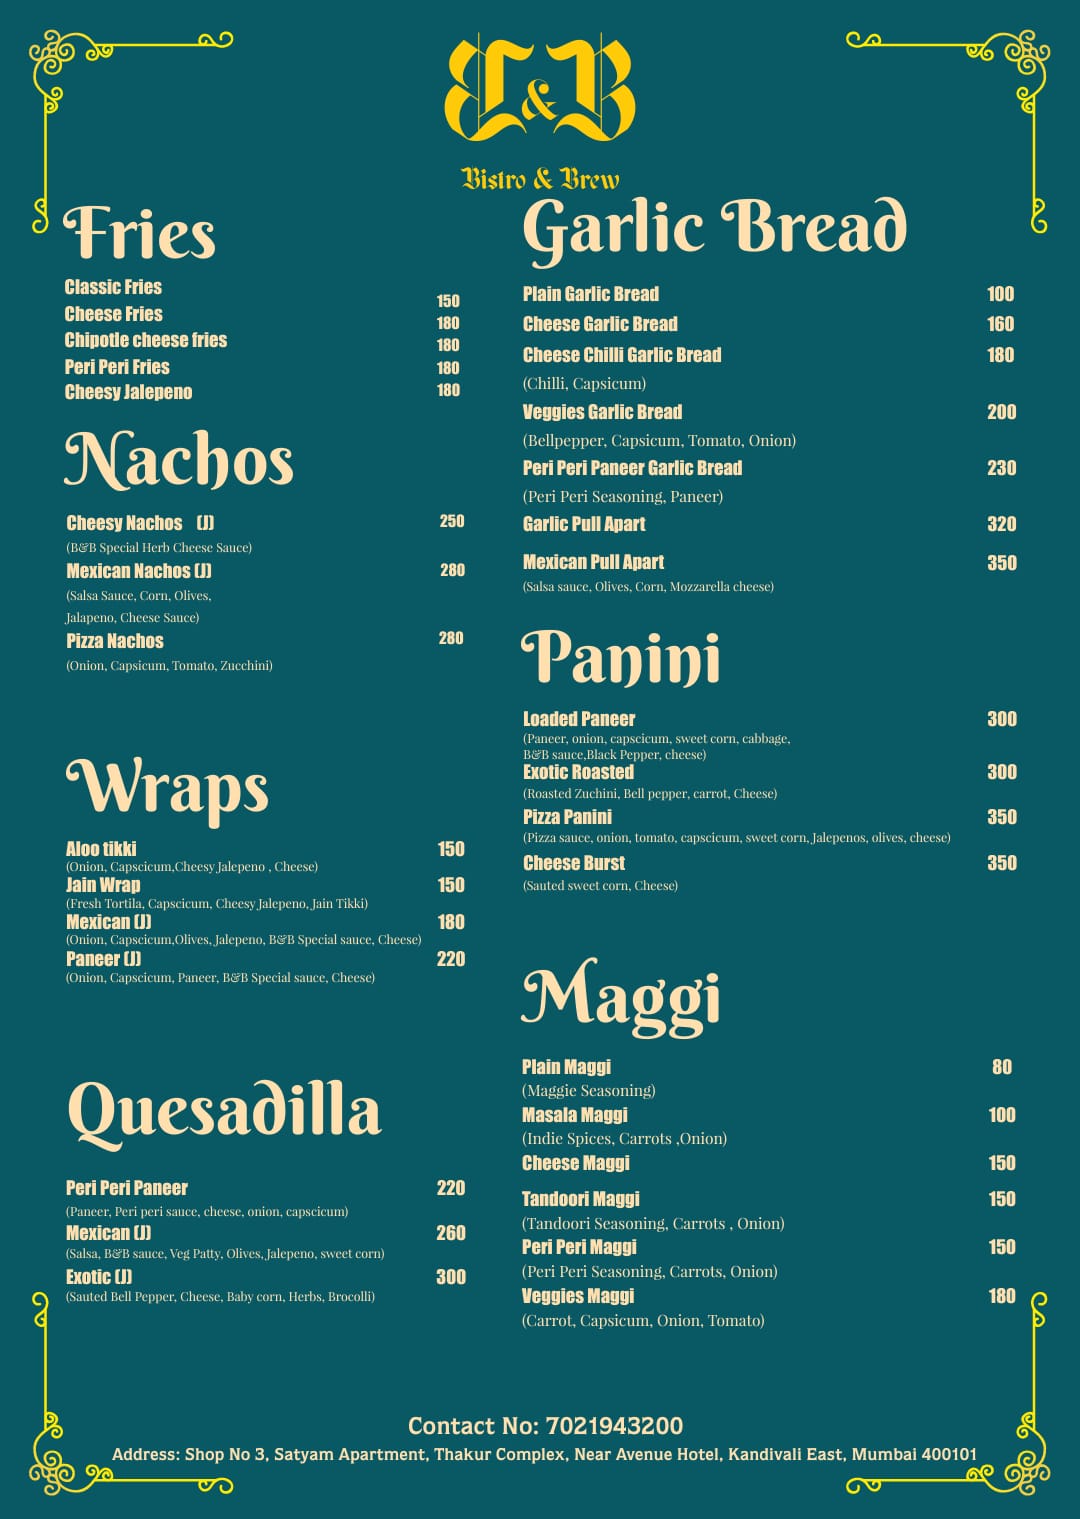 B&B
Bistro & Brew
Fries
Classic Fries 150
Cheese Fries 180
Chipotle cheese fries 180
Peri Peri Fries 180
Cheesy Jalepeno 180
Nachos
Cheesy Nachos (J) 250
(B&B Special Herb Cheese Sauce)
Mexican Nachos (J) 280
(Salsa Sauce, Corn, Olives,
Jalapeno, Cheese Sauce)
Pizza Nachos 280
(Onion, Capsicum, Tomato, Zucchini)
Wraps
Aloo tikki 150
(Onion, Capscicum,Cheesy Jalepeno , Cheese)
Jain Wrap 150
(Fresh Tortila, Capscicum, Cheesy Jalepeno, Jain Tikki)
Mexican (J) 180
(Onion, Capscicum,Olives, Jalepeno, B&B Special sauce, Cheese)
Paneer (J) 220
(Onion, Capscicum, Paneer, B&B Special sauce, Cheese)
Quesadilla
Peri Peri Paneer 220
(Paneer, Peri peri sauce, cheese, onion, capscicum)
Mexican (J) 260
(Salsa, B&B sauce, Veg Patty, Olives, Jalepeno, sweet corn)
Exotic (J) 300
(Sauted Bell Pepper, Cheese, Baby corn, Herbs, Brocolli)
Garlic Bread
Plain Garlic Bread 100
Cheese Garlic Bread 160
Cheese Chilli Garlic Bread 180
(Chilli, Capsicum)
Veggies Garlic Bread 200
(Bellpepper, Capsicum, Tomato, Onion)
Peri Peri Paneer Garlic Bread 230
(Peri Peri Seasoning, Paneer)
Garlic Pull Apart 320
Mexican Pull Apart 350
(Salsa sauce, Olives, Corn, Mozzarella cheese)
Panini
Loaded Paneer 300
(Paneer, onion, capscicum, sweet corn, cabbage,
B&B sauce,Black Pepper, cheese)
Exotic Roasted 300
(Roasted Zuchini, Bell pepper, carrot, Cheese)
Pizza Panini 350
(Pizza sauce, onion, tomato, capscicum, sweet corn, Jalepenos, olives, cheese)
Cheese Burst 350
(Sauted sweet corn, Cheese)
Maggi
Plain Maggi 80
(Maggie Seasoning)
Masala Maggi 100
(Indie Spices, Carrots ,Onion)
Cheese Maggi 150
Tandoori Maggi 150
(Tandoori Seasoning, Carrots , Onion)
Peri Peri Maggi 150
(Peri Peri Seasoning, Carrots, Onion)
Veggies Maggi 180
(Carrot, Capsicum, Onion, Tomato)
Contact No: 7021943200
Address: Shop No 3, Satyam Apartment, Thakur Complex, Near Avenue Hotel, Kandivali East, Mumbai 400101